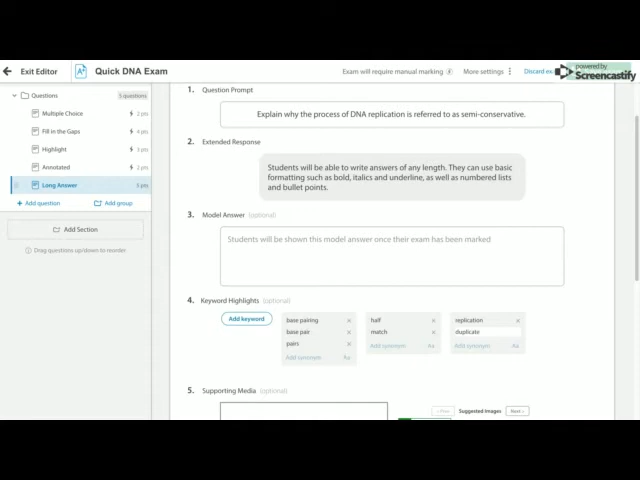 Exit Editor
Quick DNA Exam
Exam will require manual marking
More settings
Discard ex
powered by
Screencastify
Questions
5 questions
Multiple Choice
2 pts
Fill in the Gaps
4 pts
Highlight
3 pts
Annotated
2 pts
Long Answer
5 pts
+ Add question
Add group
Add Section
Drag questions up/down to reorder
1. Question Prompt
Explain why the process of DNA replication is referred to as semi-conservative.
2. Extended Response
Students will be able to write answers of any length. They can use basic
formatting such as bold, italics and underline, as well as numbered lists
and bullet points.
3. Model Answer (optional)
Students will be shown this model answer once their exam has been marked
4. Keyword Highlights (optional)
Add keyword
base pairing ×
base pair ×
pairs ×
Add synonym Aa
half ×
match ×
Add synonym Aa
replication ×
duplicate
Add synonym Aa
5. Supporting Media (optional)
‹ Prev
Suggested Images
Next ›